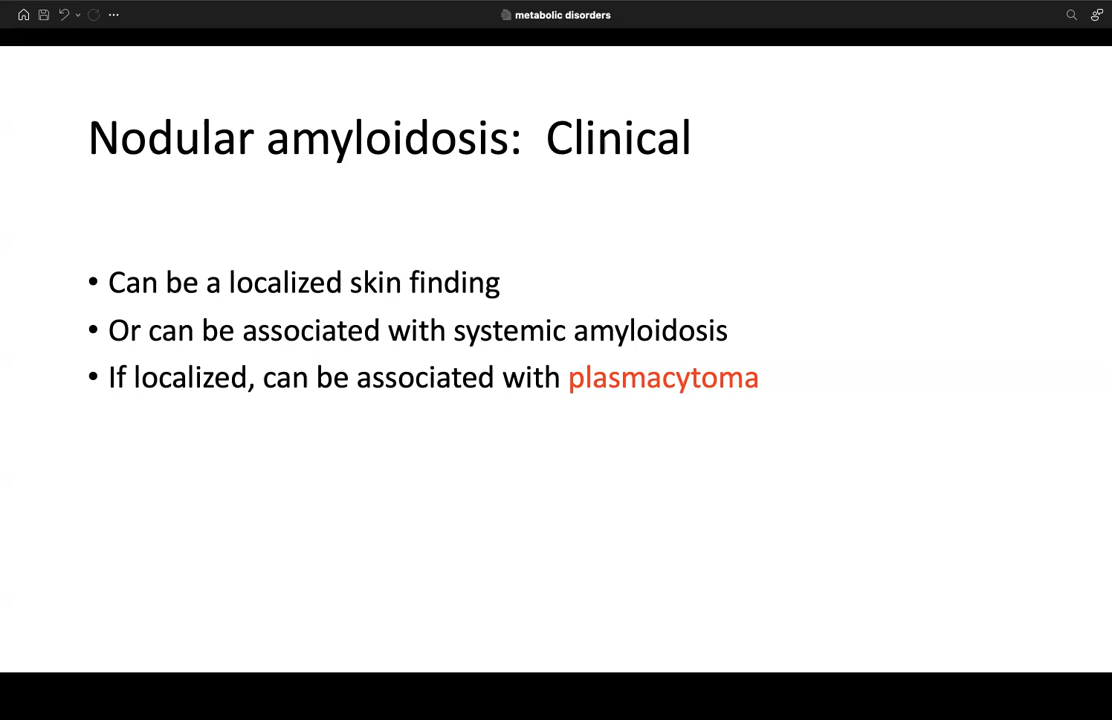 metabolic disorders
Nodular amyloidosis: Clinical
• Can be a localized skin finding
• Or can be associated with systemic amyloidosis
• If localized, can be associated with plasmacytoma